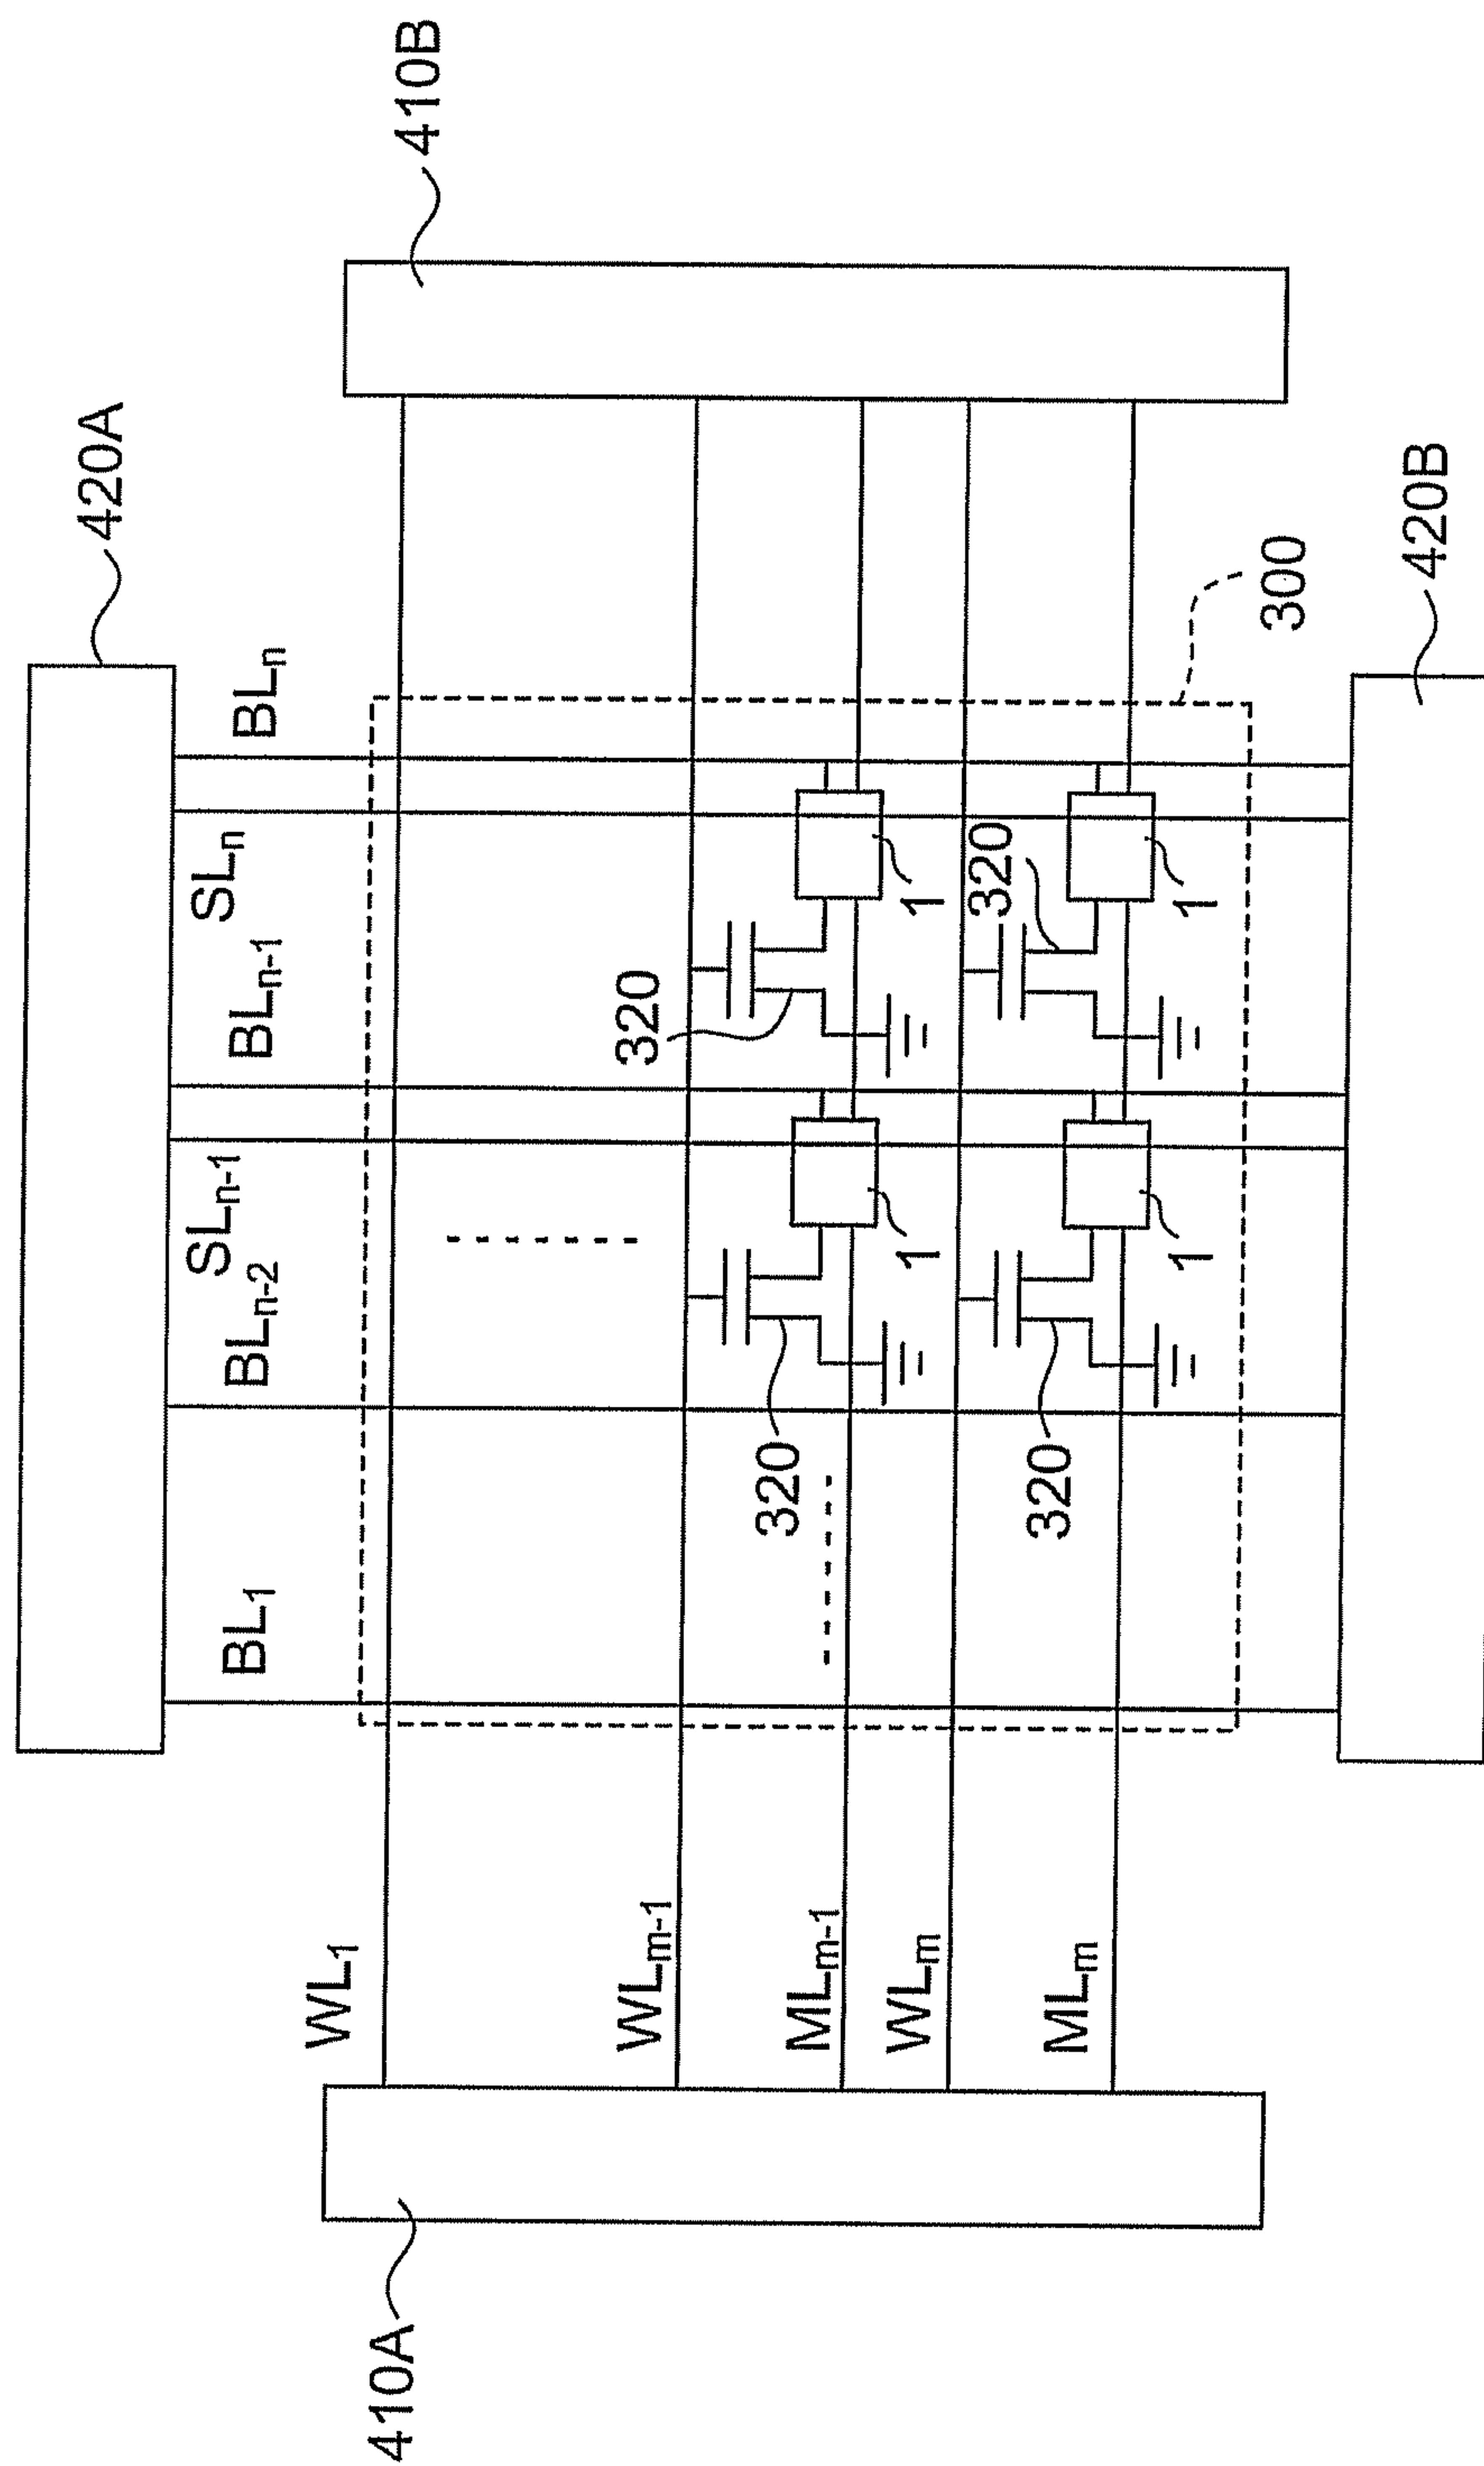 420A
BL1
BLn-2
SLn-1
BLn-1
SLn
BLn
410A
410B
WL1
WLm-1
MLm-1
WLm
MLm
320
320
1
1
320
320
1
1
300
420B